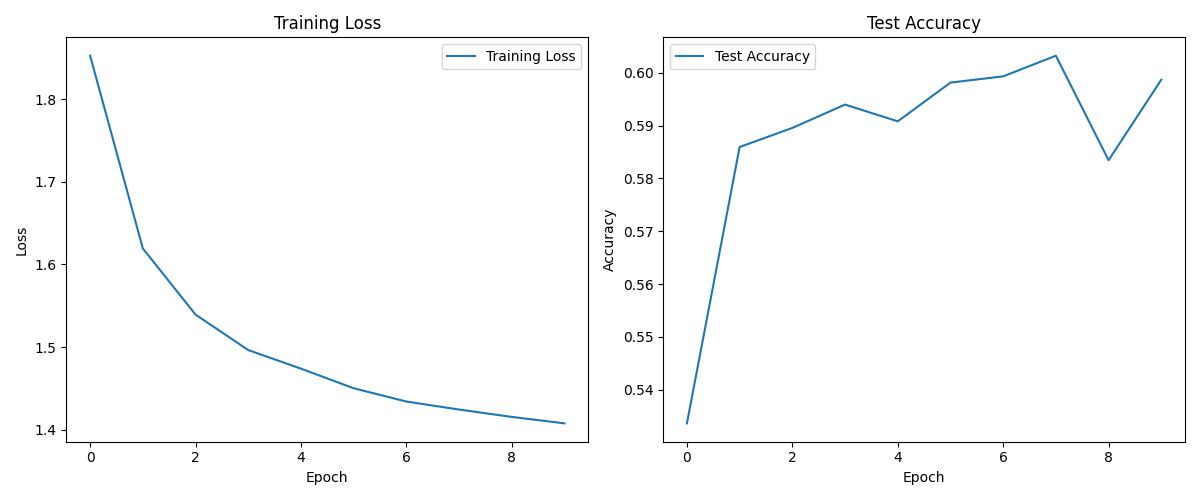 Training Loss
Training Loss
1.8
1.7
1.6
1.5
1.4
Loss
0 2 4 6 8
Epoch
Test Accuracy
Test Accuracy
0.60
0.59
0.58
0.57
0.56
0.55
0.54
Accuracy
0 2 4 6 8
Epoch